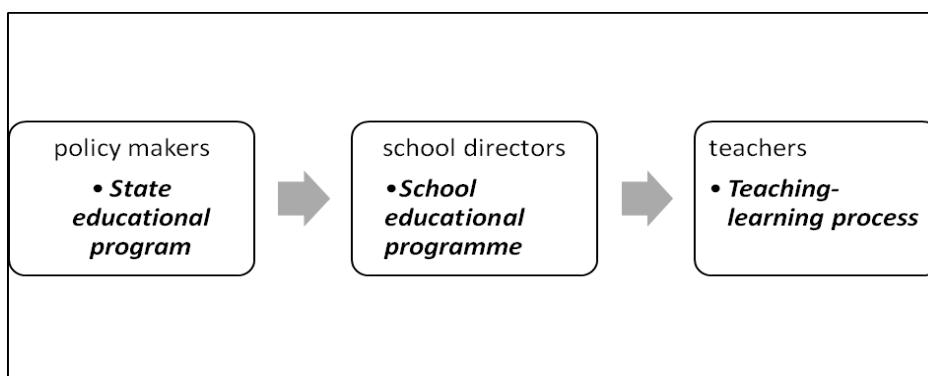 policy makers
• State
educational
program
school directors
• School
educational
programme
teachers
• Teaching-
learning process